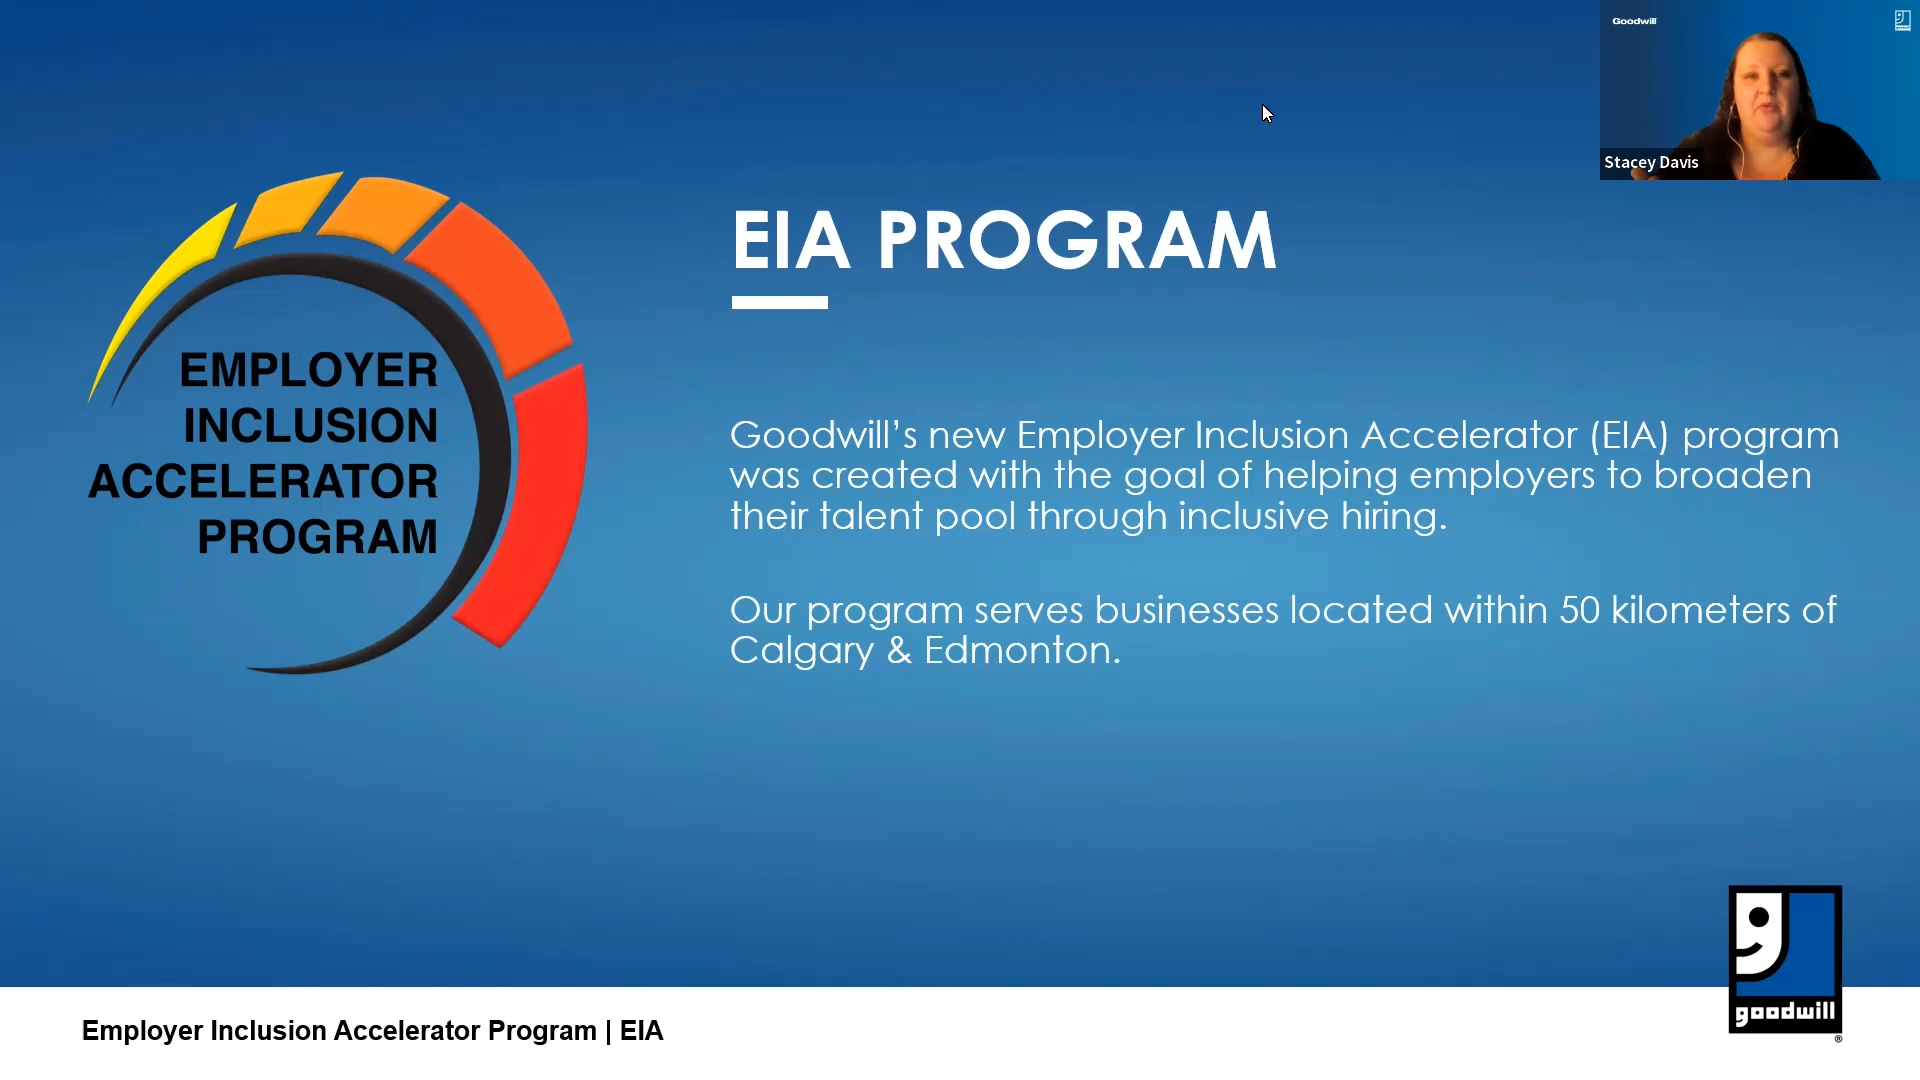 Goodwill
Stacey Davis
EIA PROGRAM
EMPLOYER
INCLUSION
ACCELERATOR
PROGRAM
Goodwill’s new Employer Inclusion Accelerator (EIA) program
was created with the goal of helping employers to broaden
their talent pool through inclusive hiring.
Our program serves businesses located within 50 kilometers of
Calgary & Edmonton.
goodwill
®
Employer Inclusion Accelerator Program | EIA